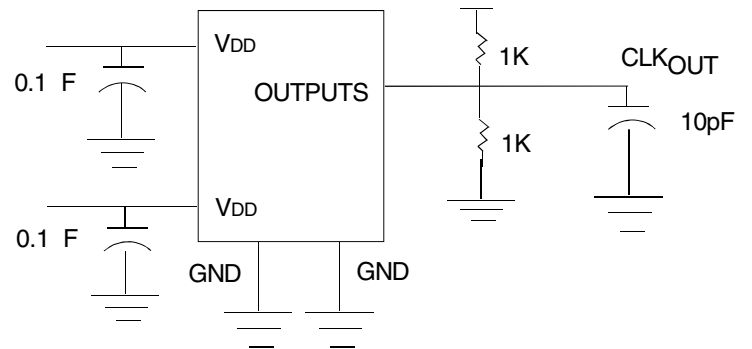 VDD
0.1 F
OUTPUTS
1K
CLKOUT
10pF
1K
VDD
0.1 F
GND
GND